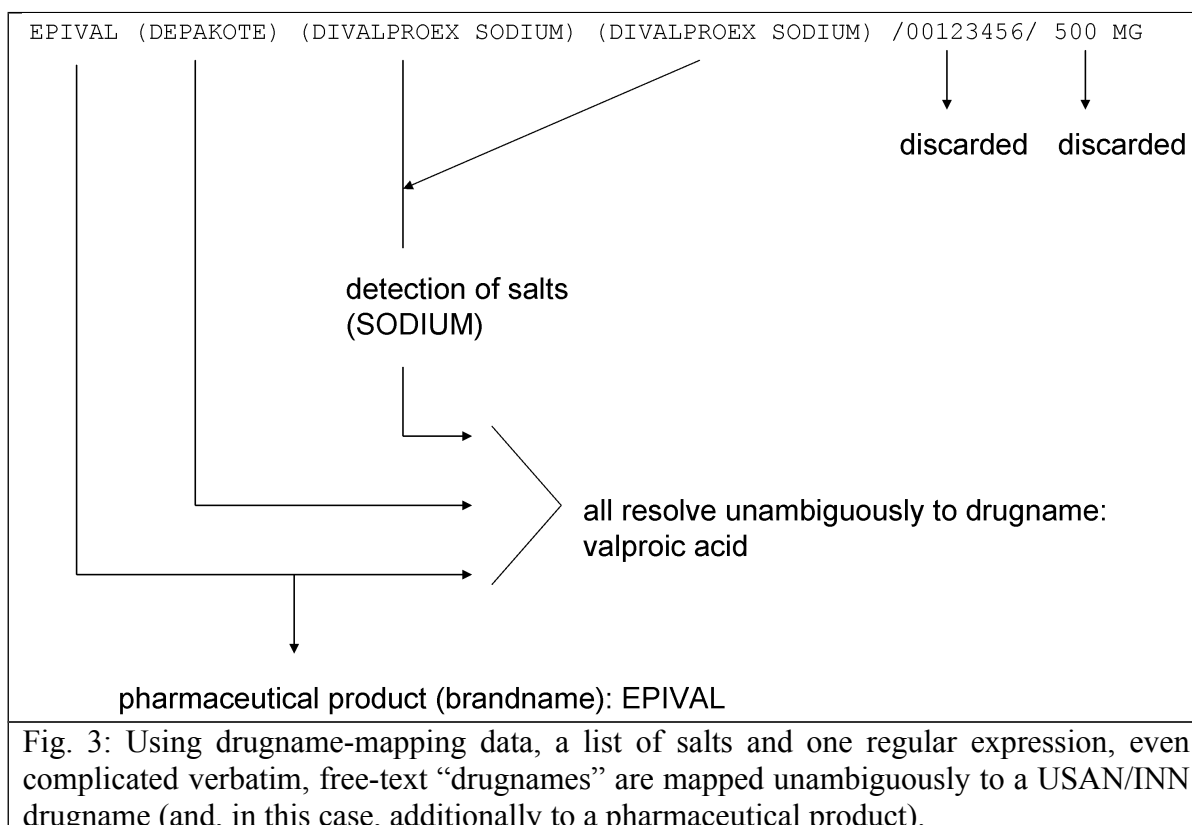 EPIVAL (DEPAKOTE) (DIVALPROEX SODIUM) (DIVALPROEX SODIUM) /00123456/ 500 MG
discarded discarded
detection of salts
(SODIUM)
all resolve unambiguously to drugname:
valproic acid
pharmaceutical product (brandname): EPIVAL
Fig. 3: Using drugname-mapping data, a list of salts and one regular expression, even
complicated verbatim, free-text “drugnames” are mapped unambiguously to a USAN/INN
drugname (and, in this case, additionally to a pharmaceutical product).